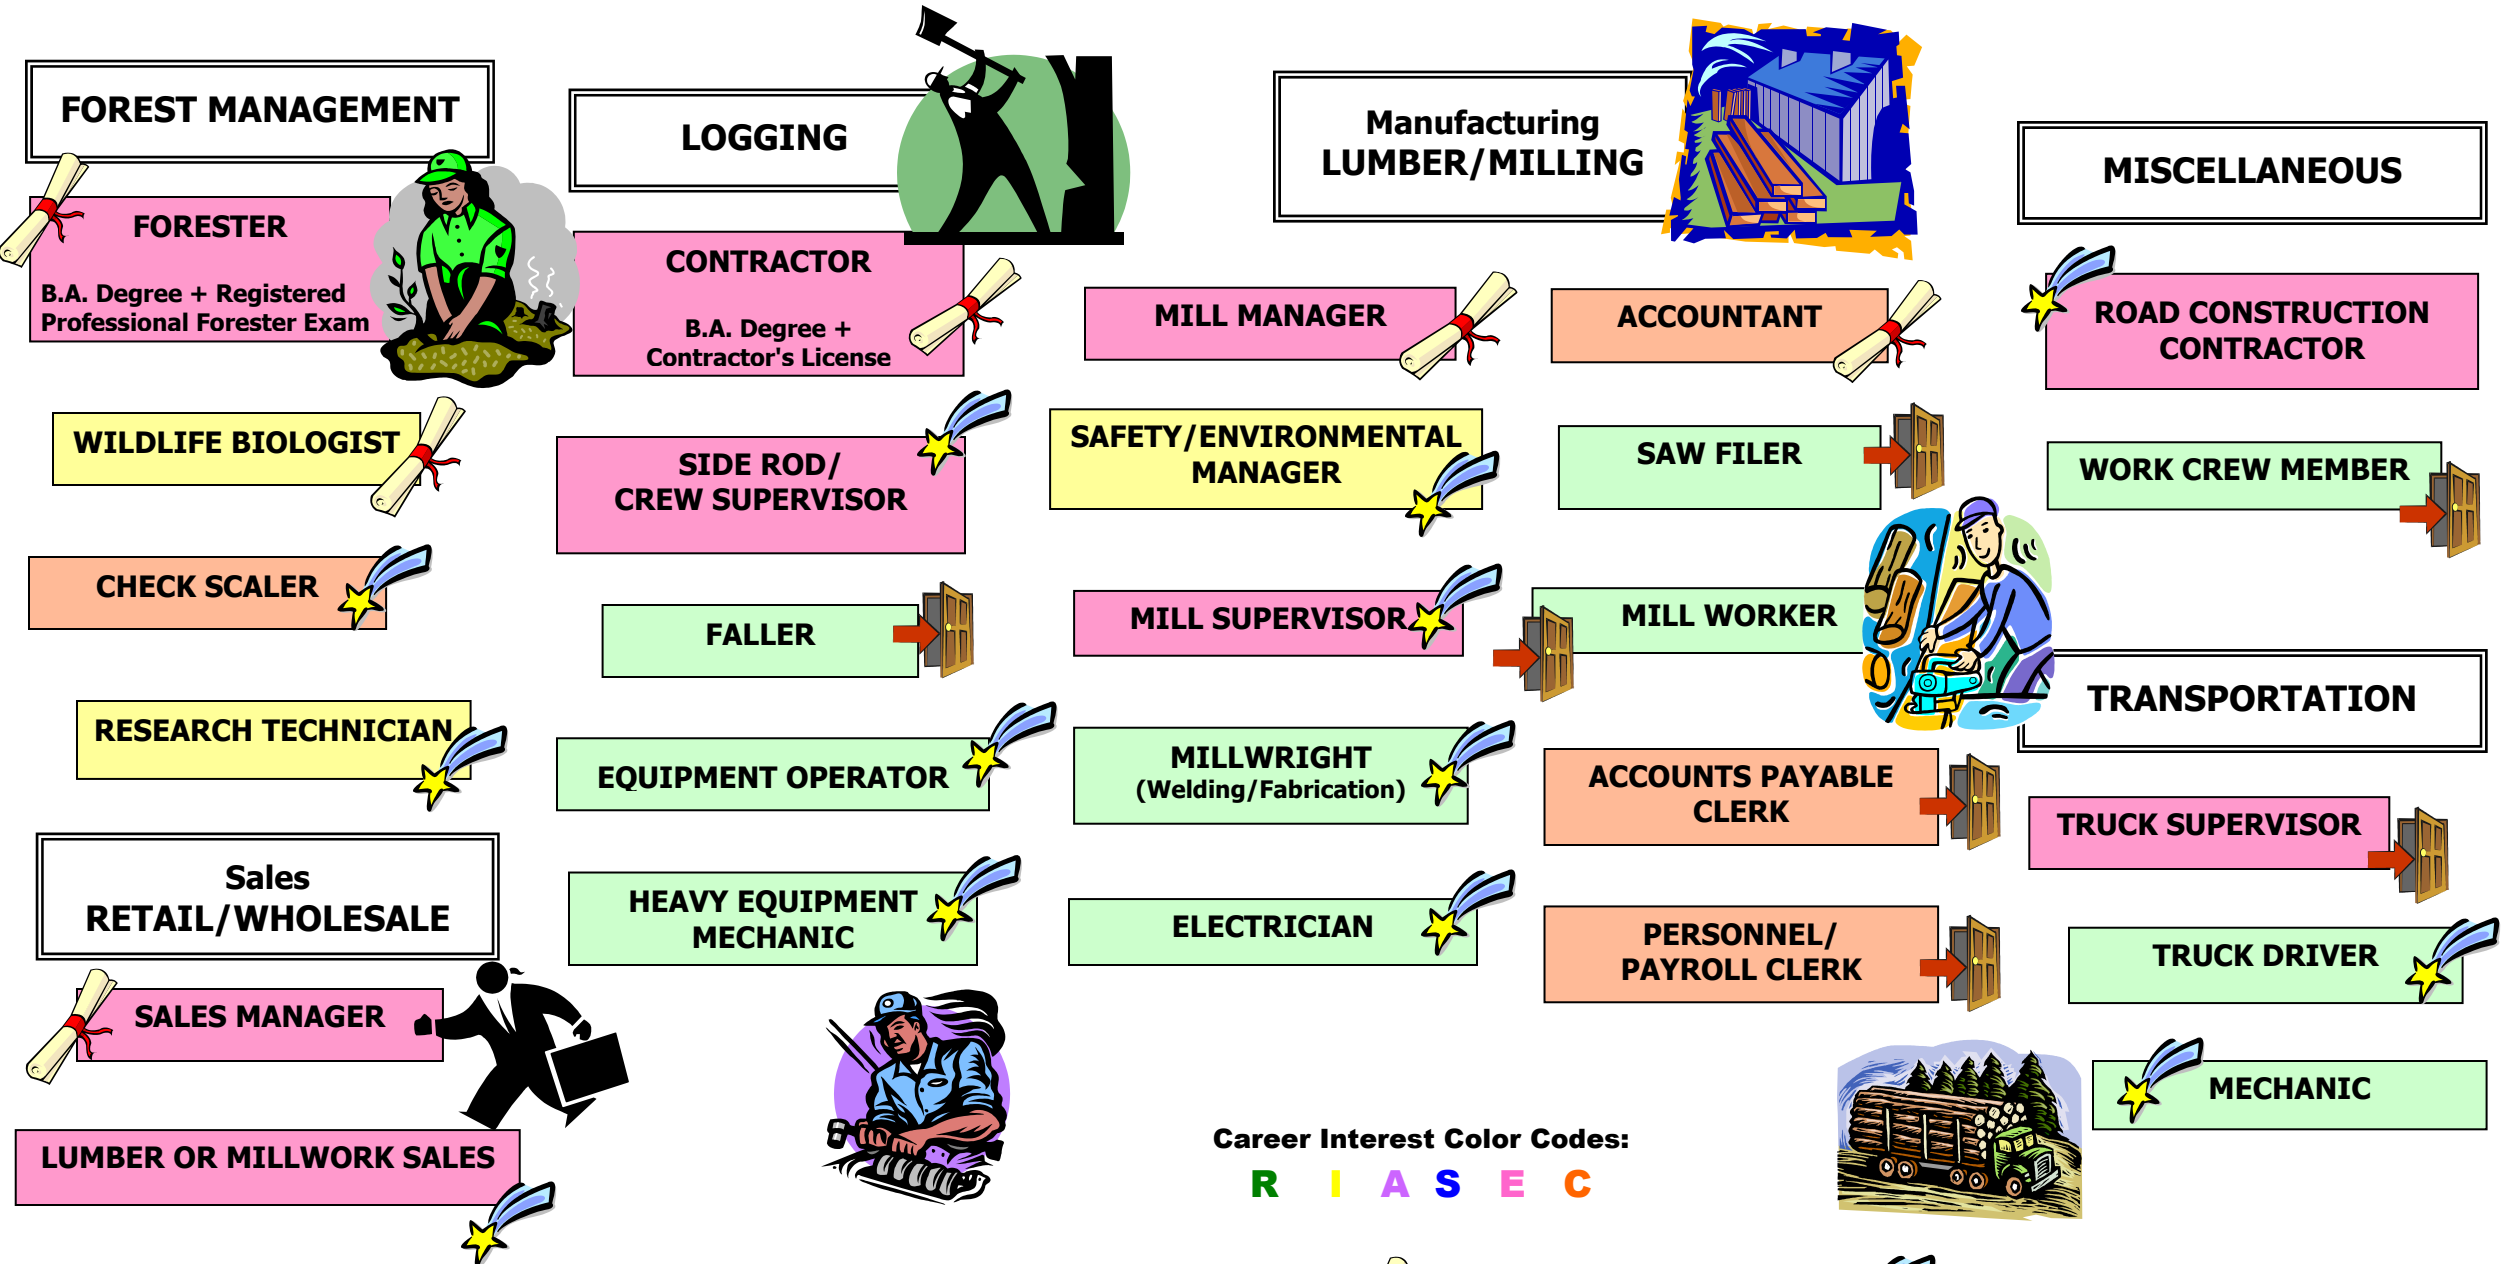 FOREST MANAGEMENT
FORESTER
B.A. Degree + Registered
Professional Forester Exam
WILDLIFE BIOLOGIST
CHECK SCALER
RESEARCH TECHNICIAN
Sales
RETAIL/WHOLESALE
SALES MANAGER
LUMBER OR MILLWORK SALES
LOGGING
CONTRACTOR
B.A. Degree +
Contractor's License
SIDE ROD/
CREW SUPERVISOR
FALLER
EQUIPMENT OPERATOR
HEAVY EQUIPMENT
MECHANIC
Manufacturing
LUMBER/MILLING
MILL MANAGER
SAFETY/ENVIRONMENTAL
MANAGER
MILL SUPERVISOR
MILLWRIGHT
(Welding/Fabrication)
ELECTRICIAN
ACCOUNTANT
SAW FILER
MILL WORKER
ACCOUNTS PAYABLE
CLERK
PERSONNEL/
PAYROLL CLERK
MISCELLANEOUS
ROAD CONSTRUCTION
CONTRACTOR
WORK CREW MEMBER
TRANSPORTATION
TRUCK SUPERVISOR
TRUCK DRIVER
MECHANIC
Career Interest Color Codes:
R I A S E C